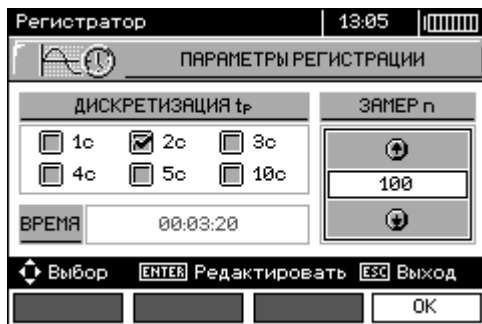 Регистратор 13:05
ПАРАМЕТРЫ РЕГИСТРАЦИИ
ДИСКРЕТИЗАЦИЯ tр ЗАМЕР n
1с 2с 3с
4с 5с 10с
100
ВРЕМЯ 00:03:20
Выбор ENTER Редактировать ESC Выход
OK